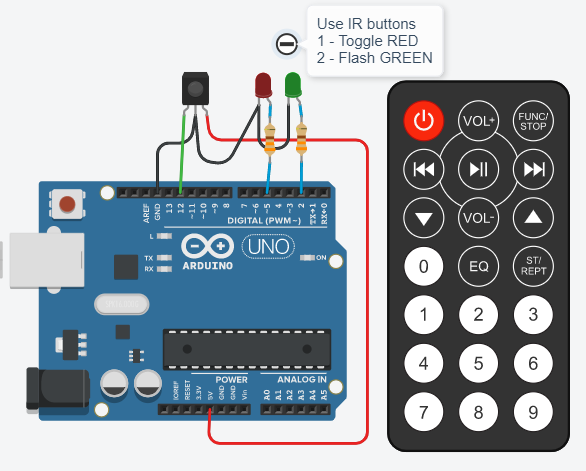 Use IR buttons
1 - Toggle RED
2 - Flash GREEN
VOL+
FUNC/
STOP
VOL-
0
EQ
ST/
REPT
1
2
3
4
5
6
7
8
9
AREF
GND
13
12
~11
~10
~9
8
7
~6
~5
4
~3
2
TX→1
RX←0
DIGITAL (PWM~)
L
TX
RX
UNO
ARDUINO
ON
POWER
ANALOG IN
IOREF
RESET
3.3V
5V
GND
GND
Vin
A0
A1
A2
A3
A4
A5